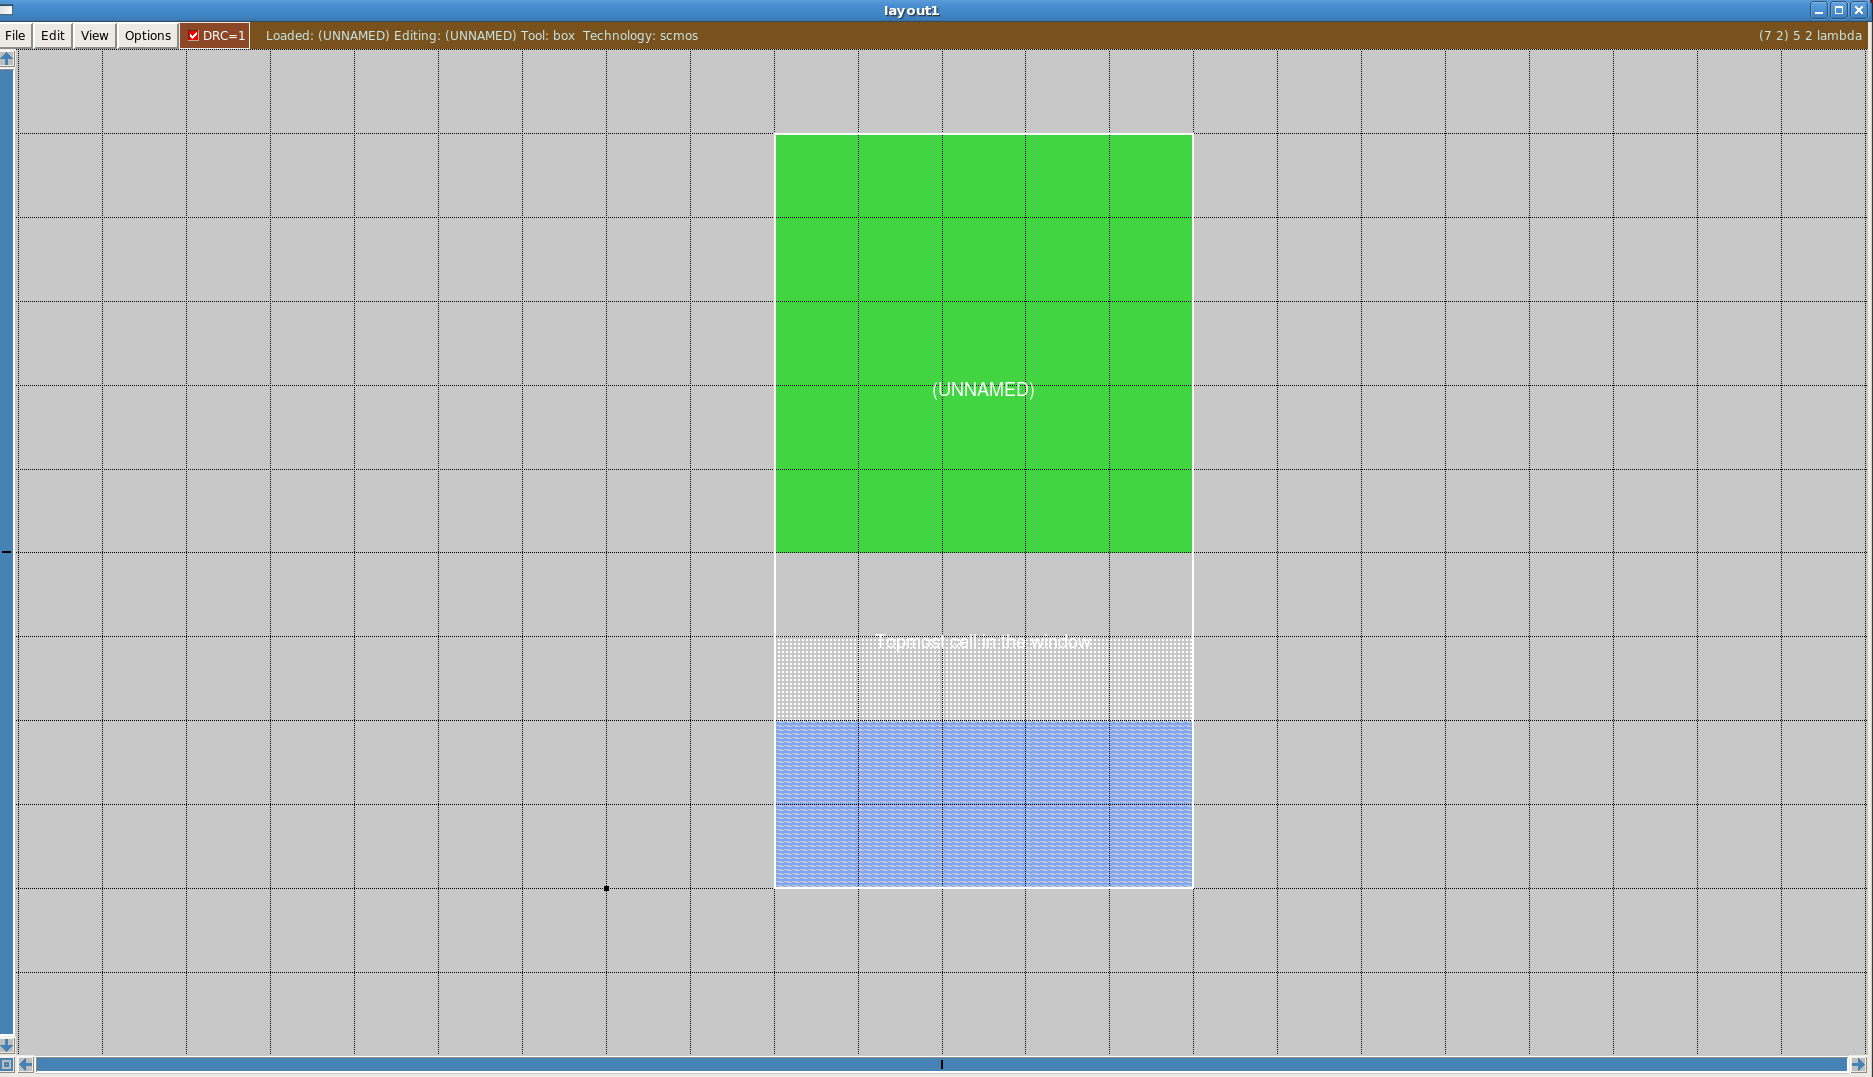 layout1
File Edit View Options DRC=1 Loaded: (UNNAMED) Editing: (UNNAMED) Tool: box Technology: scmos (7 2) 5 2 lambda
(UNNAMED)
Topmost cell in the window